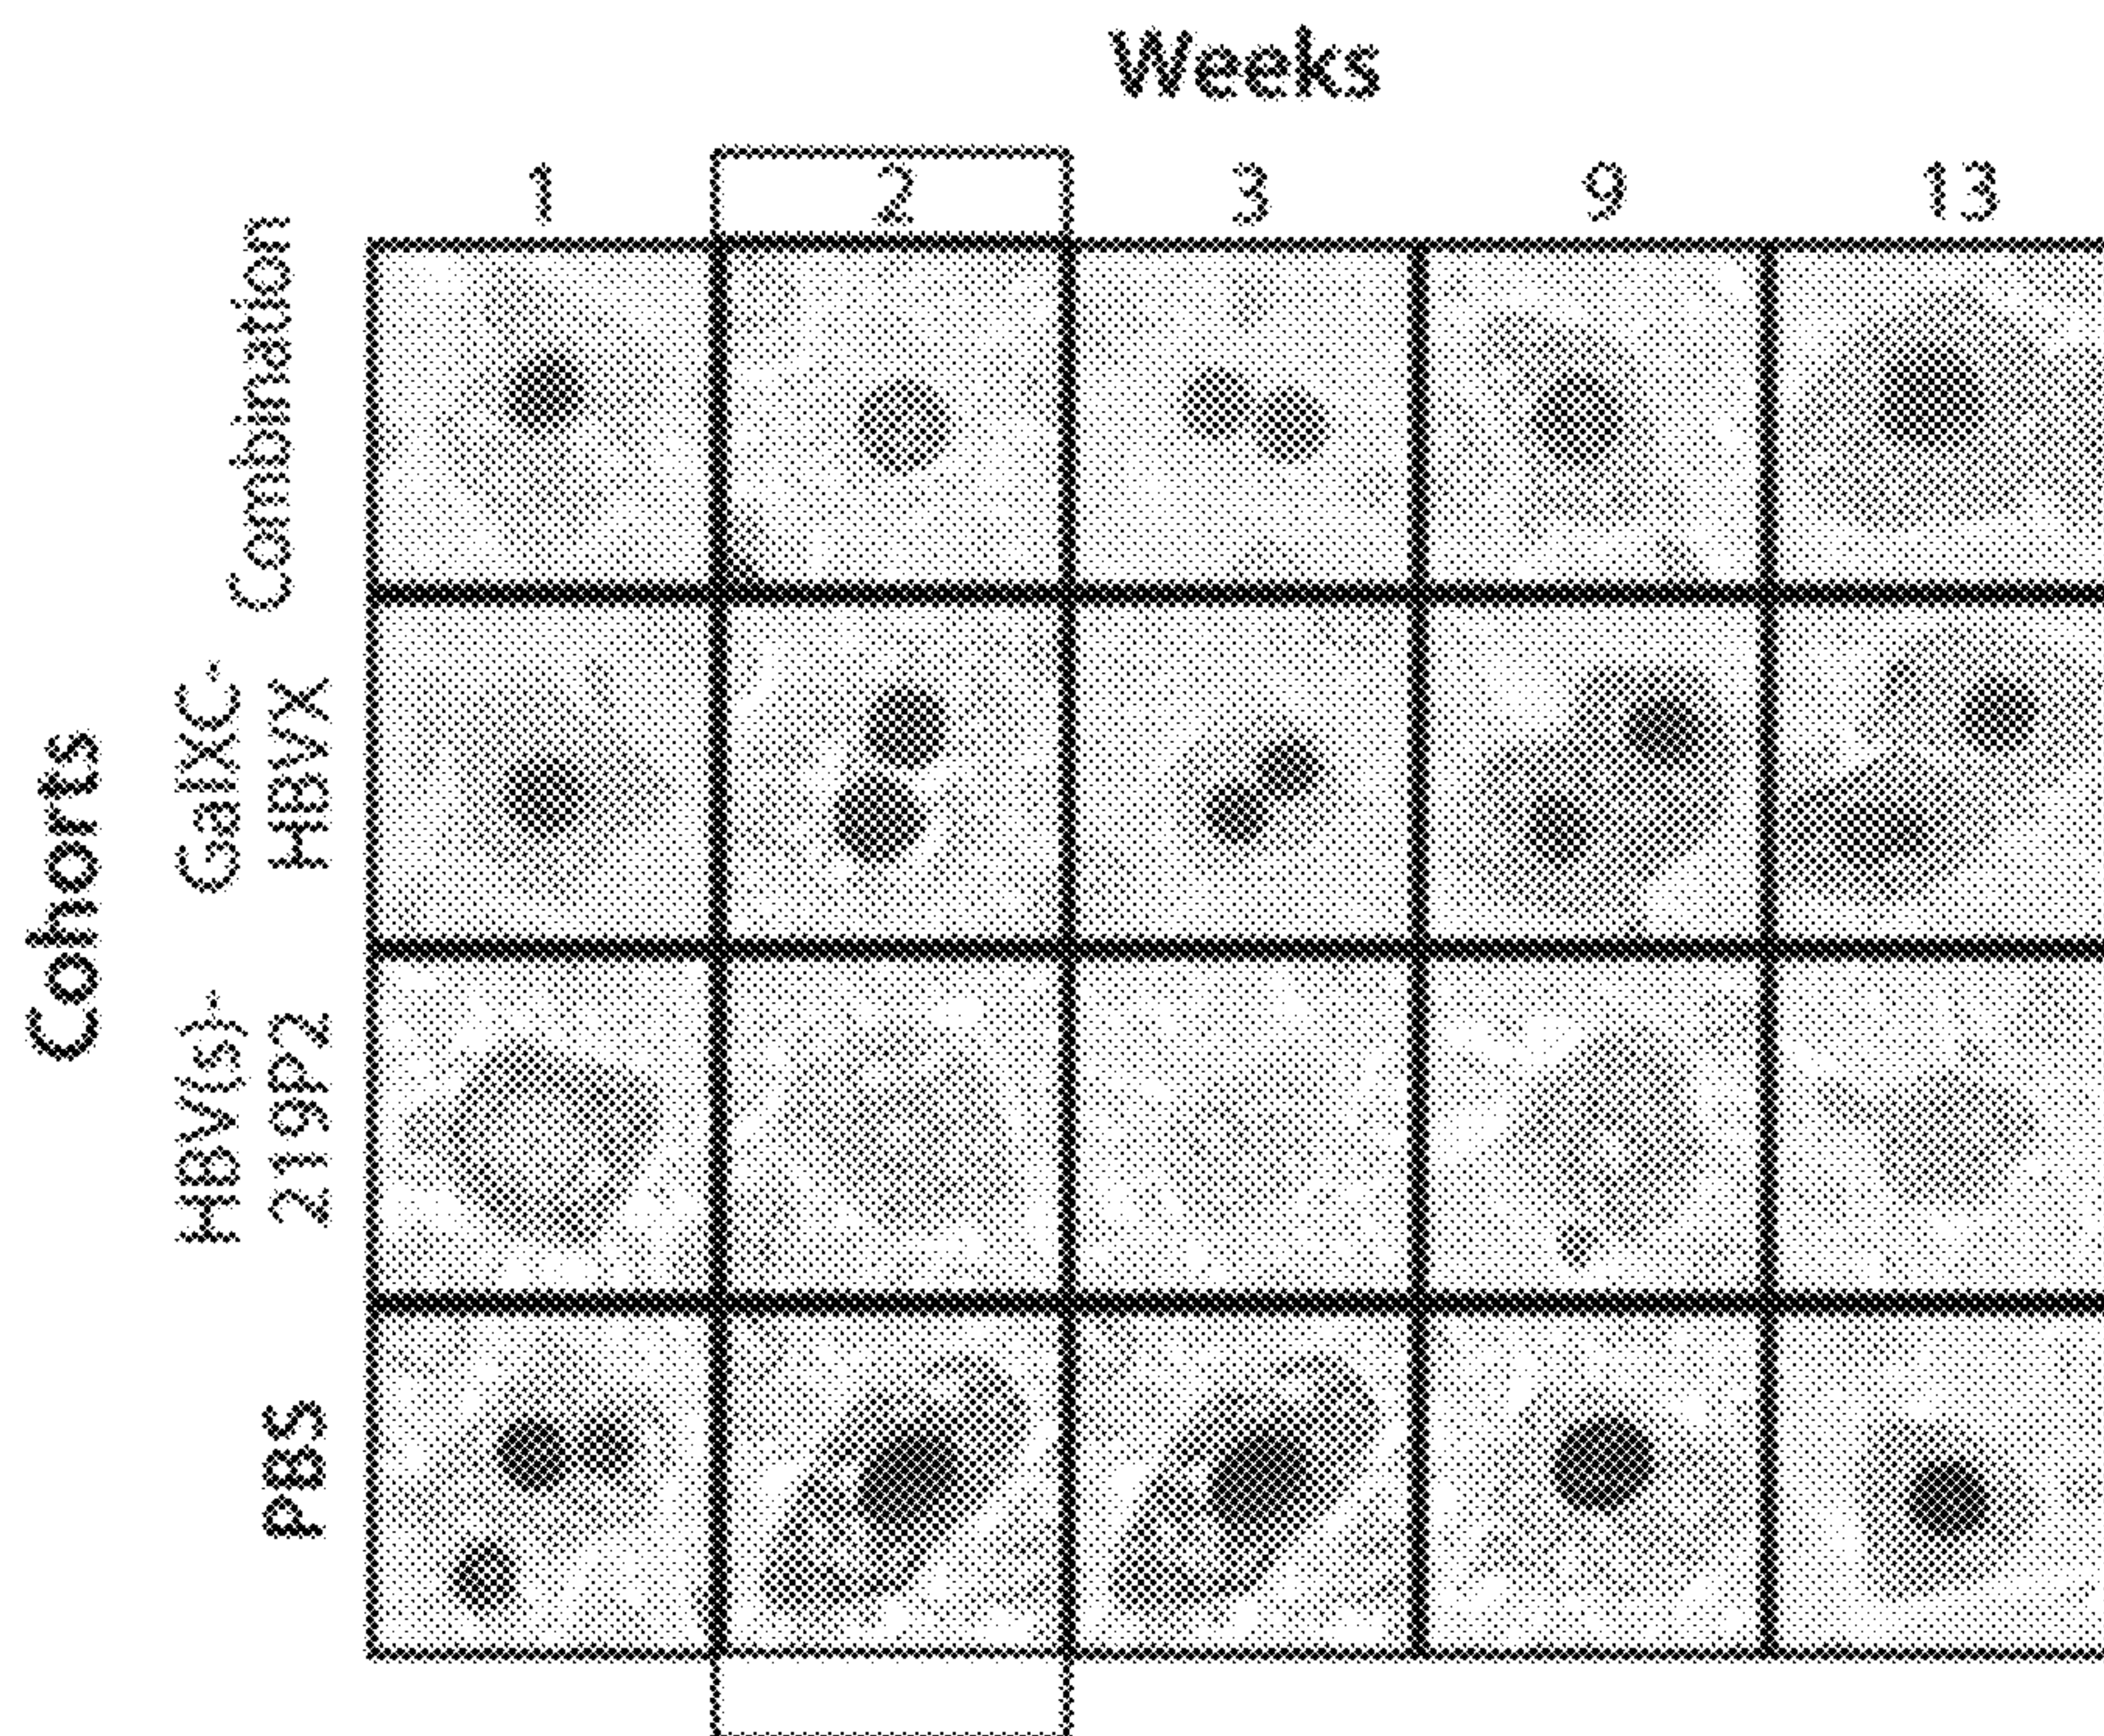 Weeks
1 2 3 9 13
Cohorts
Combination
GalXC-
HBVX
HBV(s)-
219P2
PBS